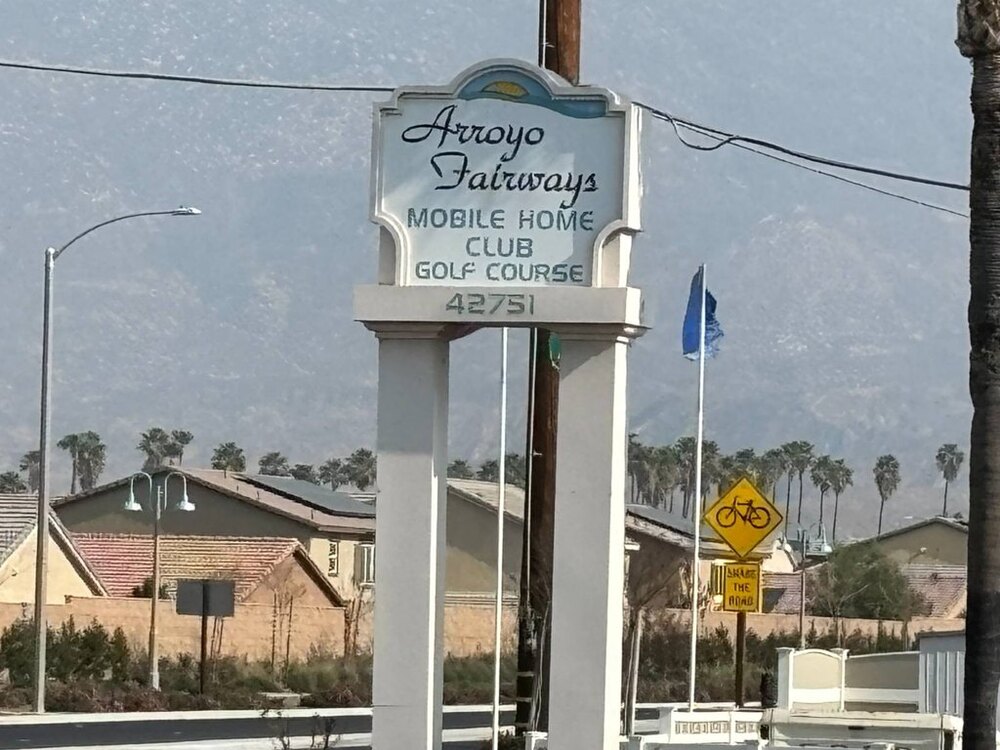 Arroyo
Fairways
MOBILE HOME
CLUB
GOLF COURSE
42751
SHARE
THE
ROAD